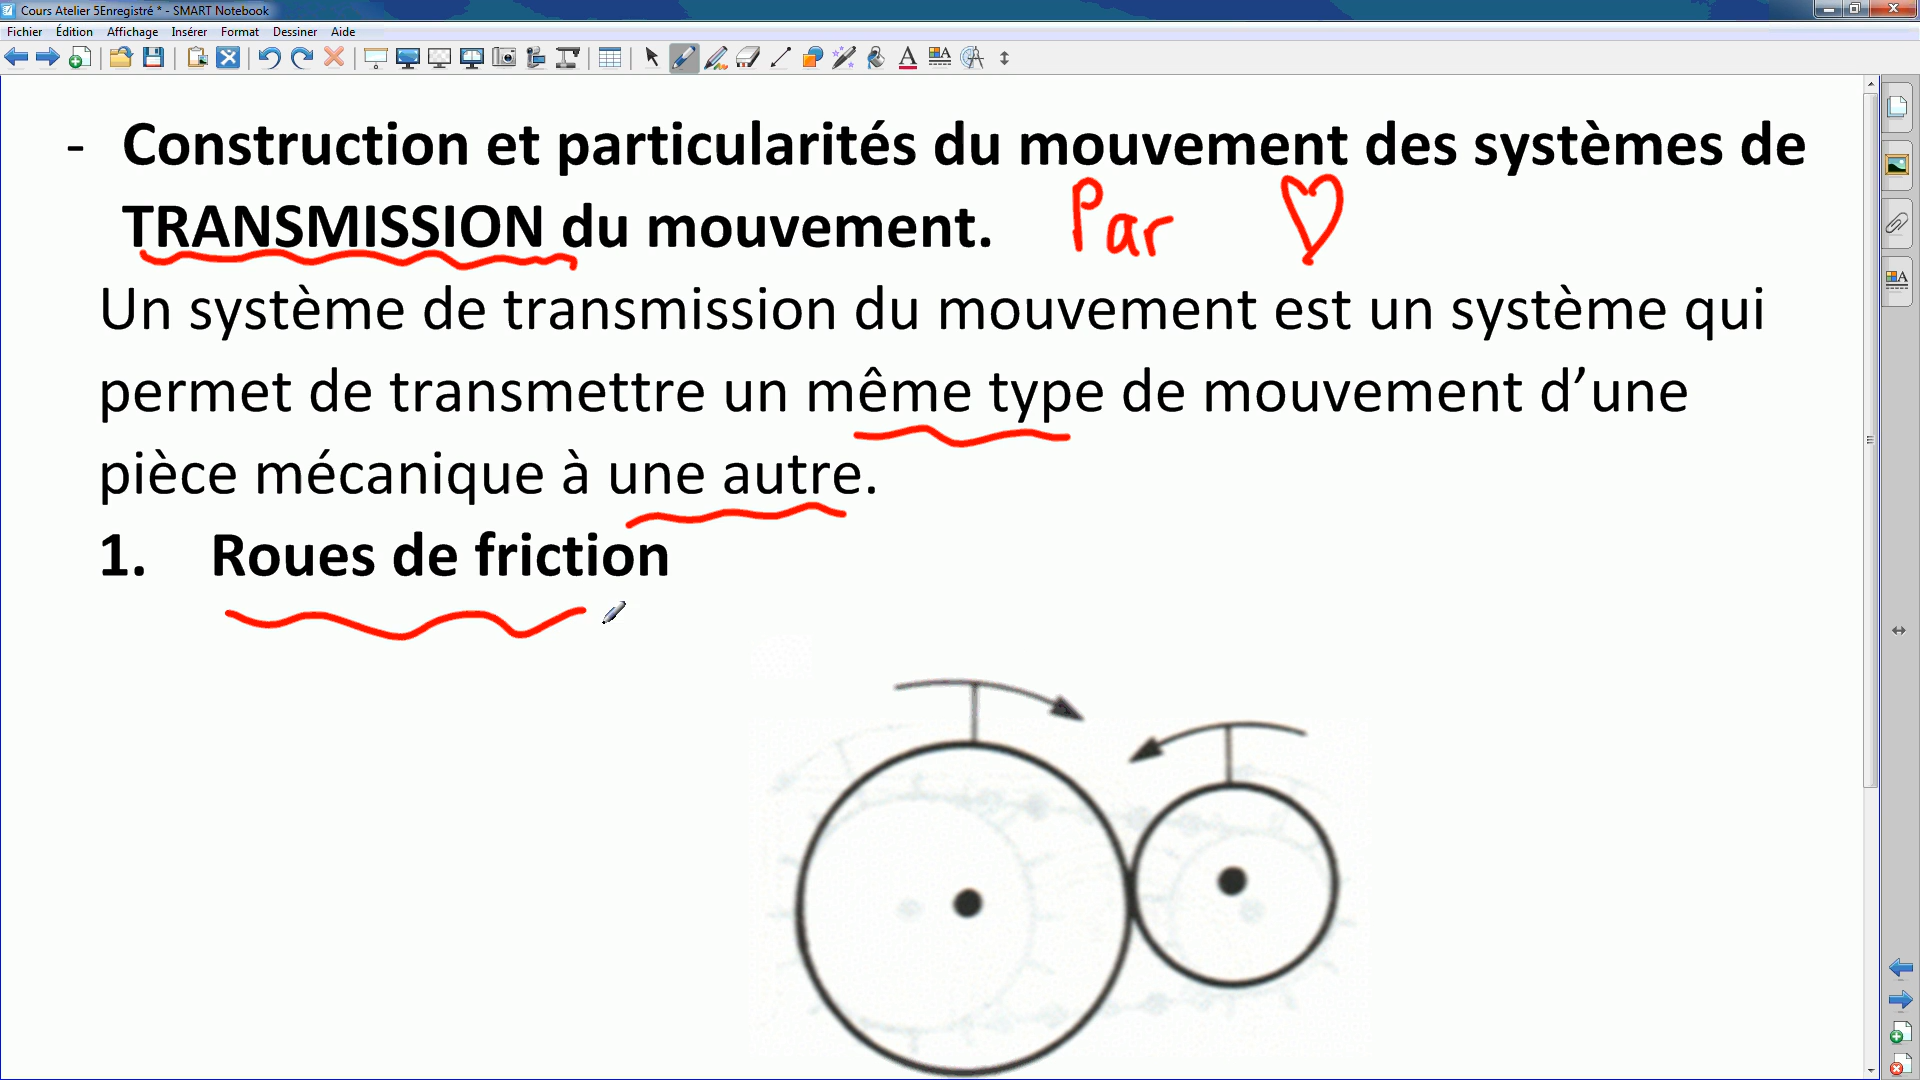 Cours Atelier 5Enregistré * - SMART Notebook
Fichier Édition Affichage Insérer Format Dessiner Aide
- Construction et particularités du mouvement des systèmes de
TRANSMISSION du mouvement. Par
Un système de transmission du mouvement est un système qui
permet de transmettre un même type de mouvement d’une
pièce mécanique à une autre.
1. Roues de friction